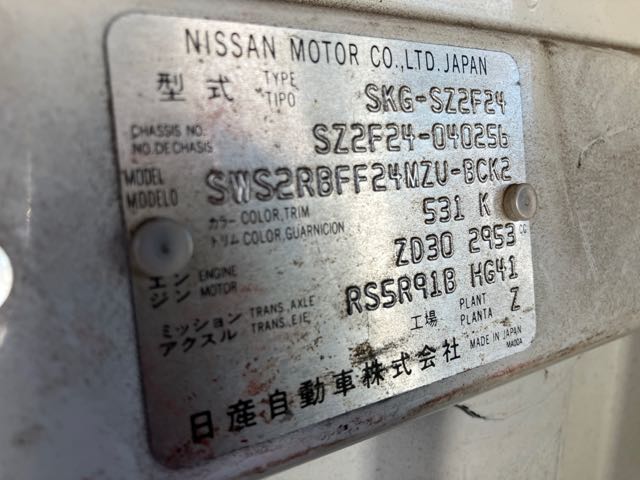 NISSAN MOTOR CO.,LTD.JAPAN
型式 TYPE TIPO SKG-SZ2F24
CHASSIS NO. NO.DE CHASIS SZ2F24-040256
MODEL MODELO SWS2RBFF24MZU-BCK2
カラー COLOR,TRIM トリム COLOR,GUARNICION 531 K
エンジン ENGINE MOTOR ZD30 2953 CC
ミッション TRANS.AXLE アクスル TRANS.EJE RS5R91B HG41
工場 PLANT PLANTA Z
MADE IN JAPAN
日産自動車株式会社